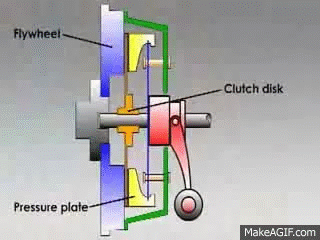 Flywheel
Clutch disk
Pressure plate
MakeAGIF.com